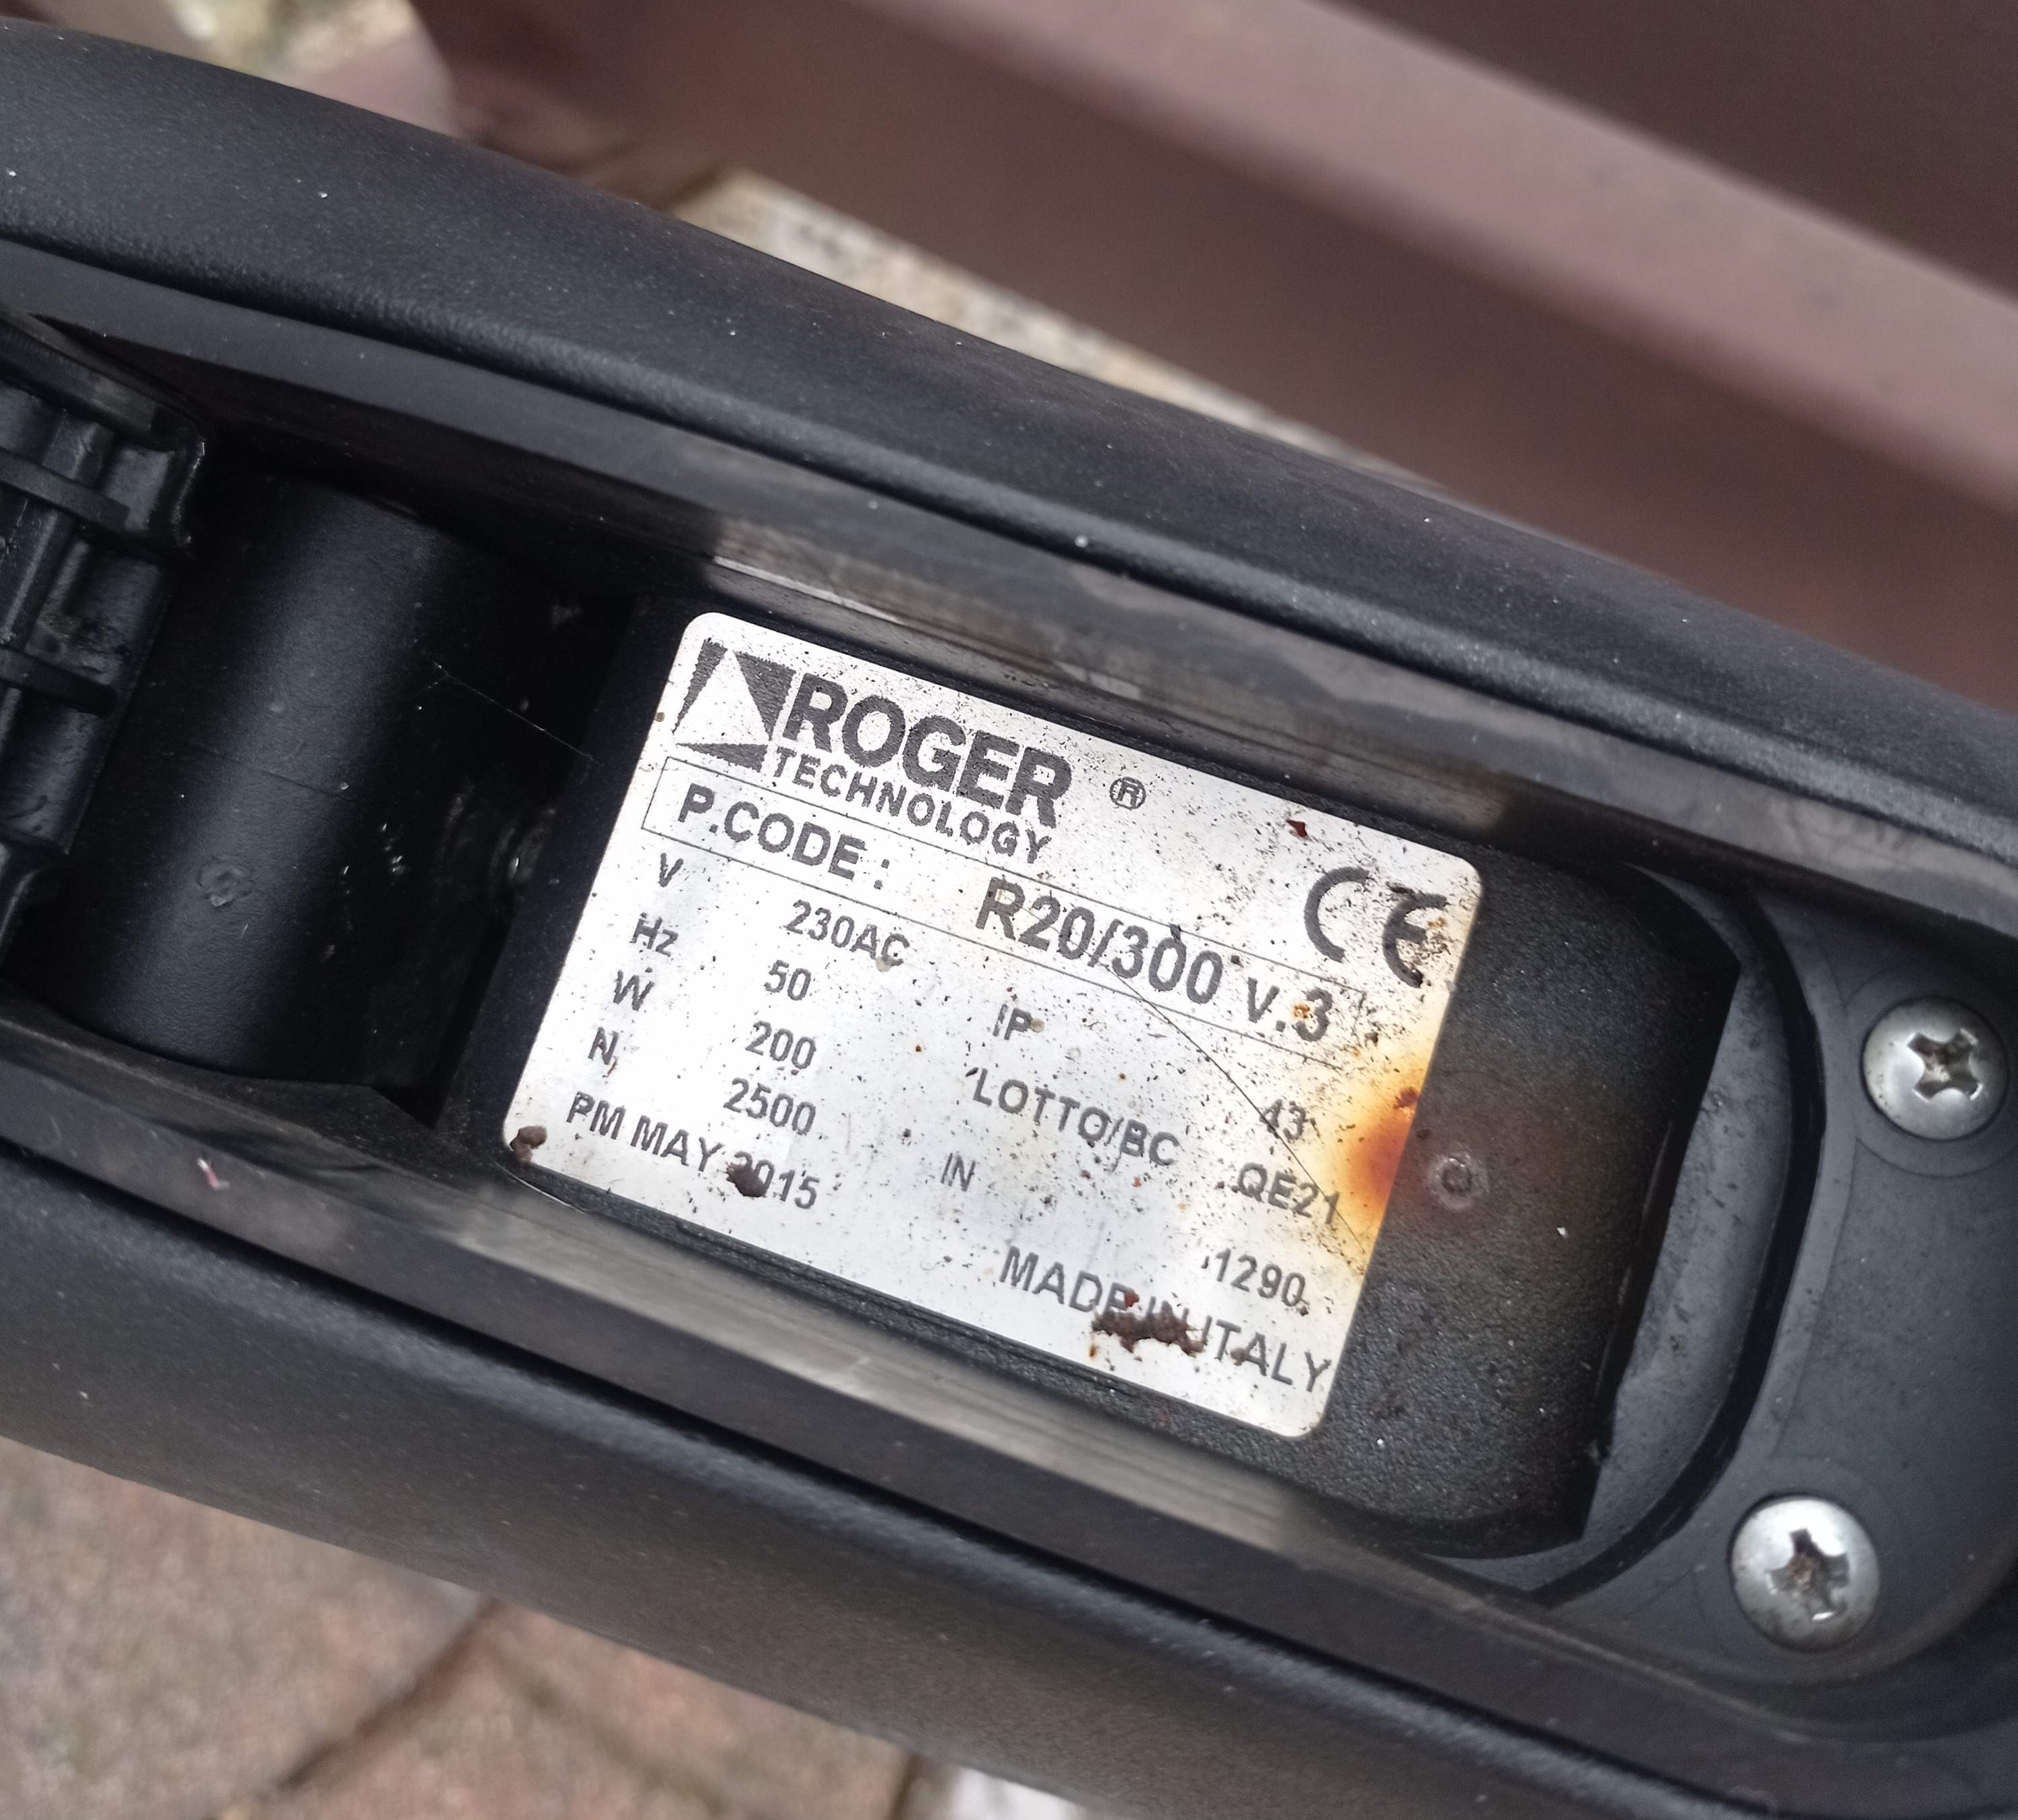 ROGER ®
TECHNOLOGY
CE
P.CODE : R20/300 v.3
V 230AC IP 43
Hz 50 LOTTO/BC QE21
W 200 IN 1290
N 2500
PM MAY 2015 MADE IN ITALY